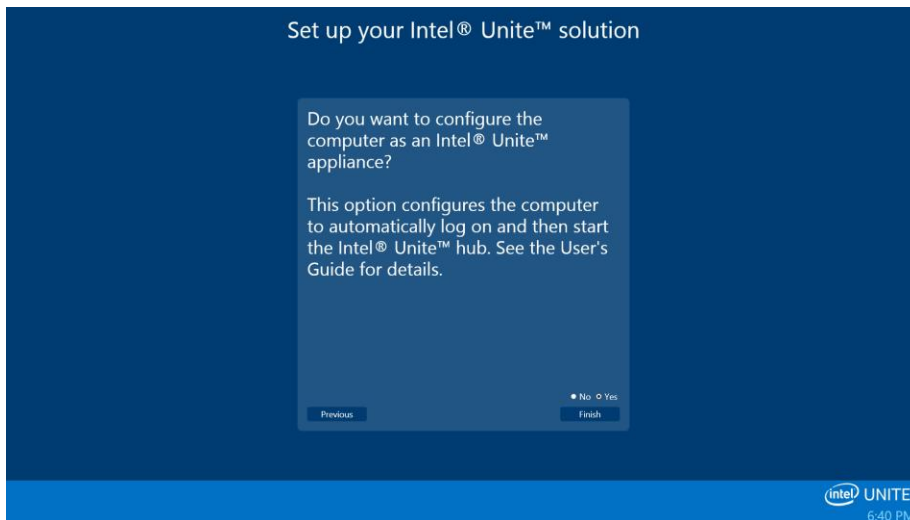 Set up your Intel® Unite™ solution
Do you want to configure the
computer as an Intel® Unite™
appliance?
This option configures the computer
to automatically log on and then start
the Intel® Unite™ hub. See the User's
Guide for details.
No Yes
Previous Finish
intel UNITE
6:40 PM